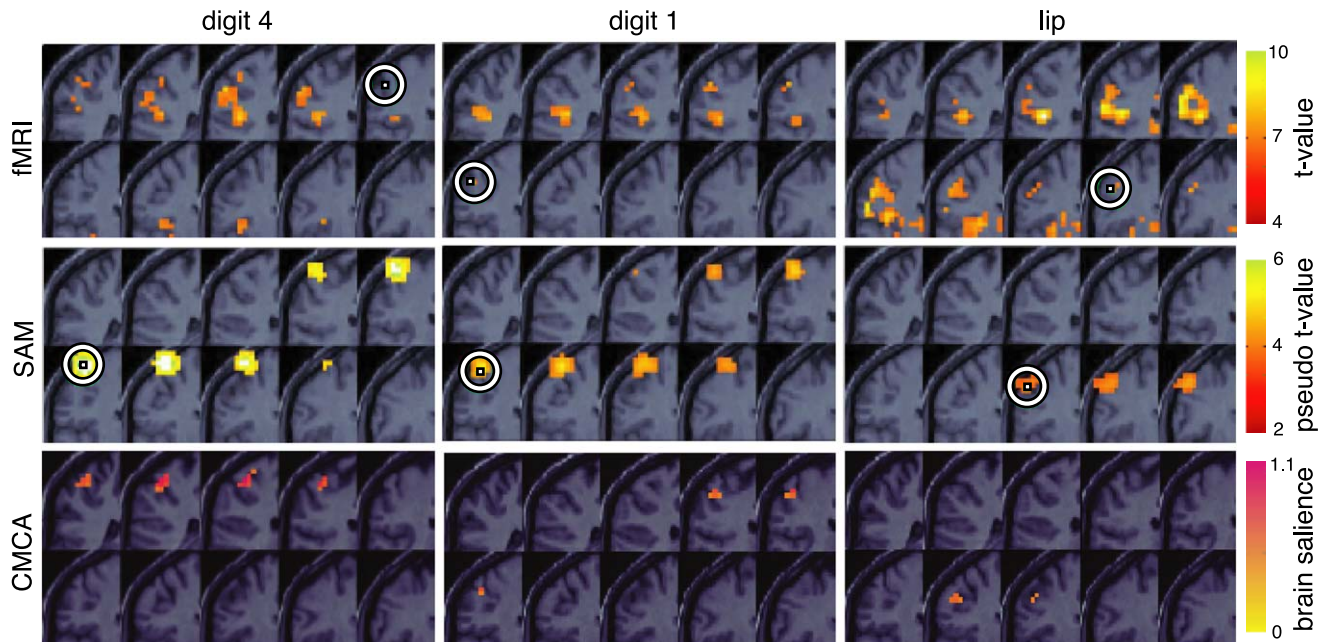 digit 4
digit 1
lip
fMRI
10
7
4
t-value
SAM
6
4
2
pseudo t-value
CMCA
1.1
0
brain salience